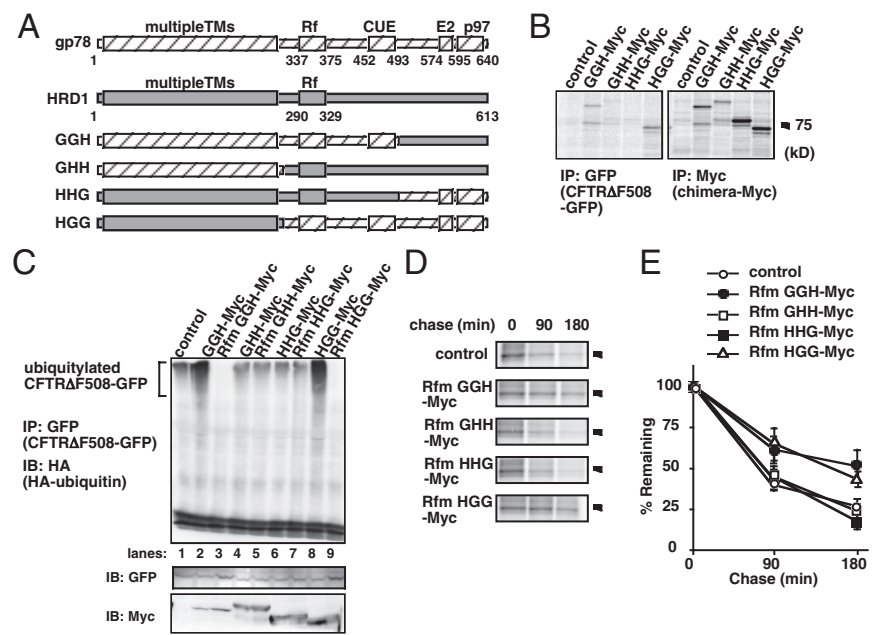 A
multipleTMs Rf CUE E2 p97
gp78
1 337 375 452 493 574 595 640
multipleTMs Rf
HRD1
1 290 329 613
GGH
GHH
HHG
HGG
B
control
GGH-Myc
GHH-Myc
HHG-Myc
HGG-Myc
control
GGH-Myc
GHH-Myc
HHG-Myc
HGG-Myc
75
(kD)
IP: GFP
(CFTRΔF508
-GFP)
IP: Myc
(chimera-Myc)
C
control
GGH-Myc
Rfm GGH-Myc
GHH-Myc
Rfm GHH-Myc
HHG-Myc
Rfm HHG-Myc
HGG-Myc
Rfm HGG-Myc
ubiquitylated
CFTRΔF508-GFP
IP: GFP
(CFTRΔF508-GFP)
IB: HA
(HA-ubiquitin)
lanes: 1 2 3 4 5 6 7 8 9
IB: GFP
IB: Myc
D
chase (min) 0 90 180
control
Rfm GGH
-Myc
Rfm GHH
-Myc
Rfm HHG
-Myc
Rfm HGG
-Myc
E
control
Rfm GGH-Myc
Rfm GHH-Myc
Rfm HHG-Myc
Rfm HGG-Myc
% Remaining
100
75
50
25
0
0 90 180
Chase (min)